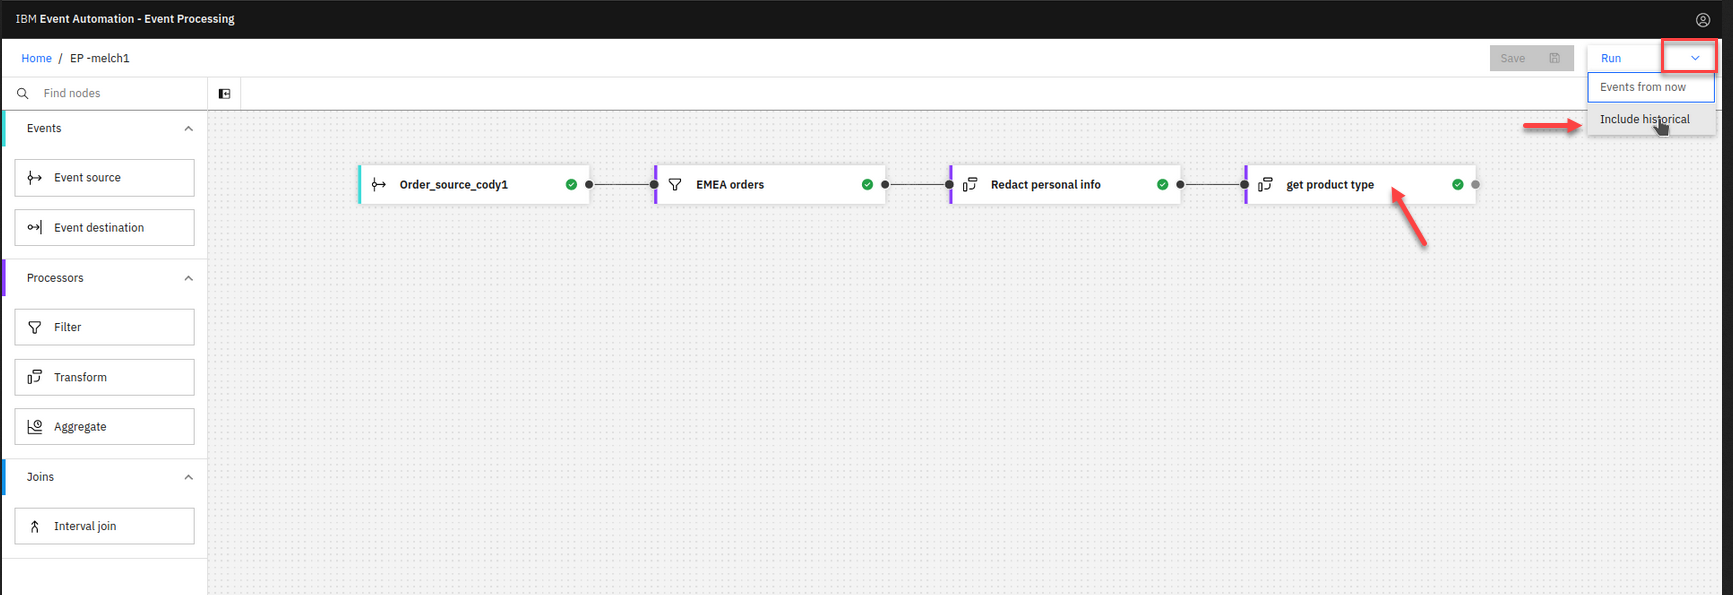 IBM Event Automation - Event Processing
Home / EP -melch1
Save
Run
Find nodes
Events from now
Include historical
Events
Event source
Event destination
Processors
Filter
Transform
Aggregate
Joins
Interval join
Order_source_cody1
EMEA orders
Redact personal info
get product type